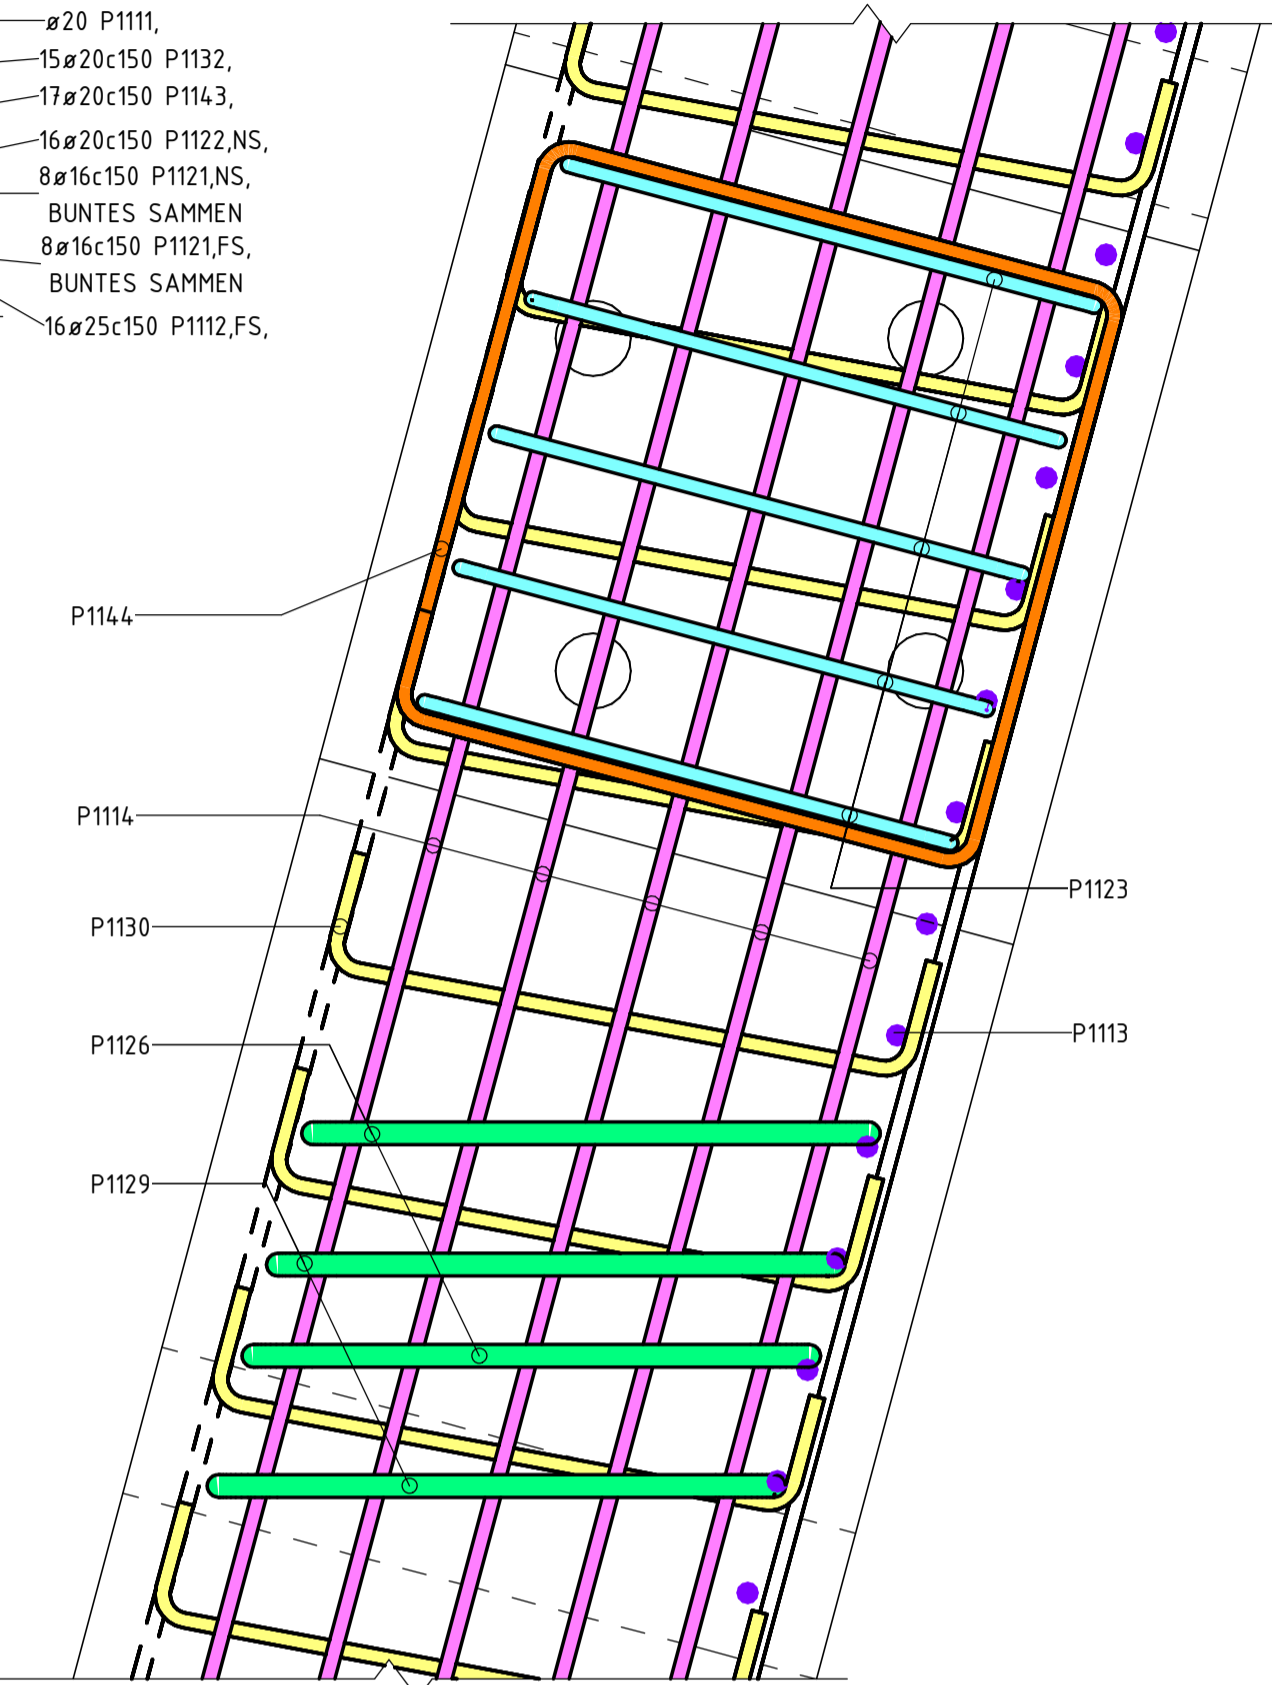 ø20 P1111,
15ø20c150 P1132,
17ø20c150 P1143,
16ø20c150 P1122,NS,
8ø16c150 P1121,NS,
BUNTES SAMMEN
8ø16c150 P1121,FS,
BUNTES SAMMEN
16ø25c150 P1112,FS,
P1144
P1114
P1123
P1130
P1113
P1126
P1129